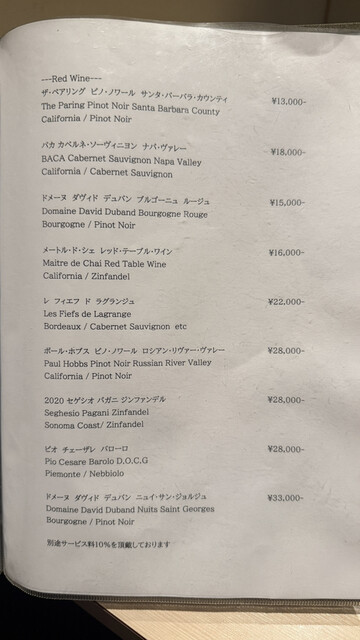 ---Red Wine---
ザ・ペアリング ピノ・ノワール サンタ・バーバラ・カウンティ ¥13,000-
The Paring Pinot Noir Santa Barbara County
California / Pinot Noir
バカ カベルネ・ソーヴィニヨン ナパ・ヴァレー ¥18,000-
BACA Cabernet Sauvignon Napa Valley
California / Cabernet Sauvignon
ドメーヌ ダヴィド デュバン ブルゴーニュ ルージュ ¥15,000-
Domaine David Duband Bourgogne Rouge
Bourgogne / Pinot Noir
メートル・ド・シェ レッド・テーブル・ワイン ¥16,000-
Maitre de Chai Red Table Wine
California / Zinfandel
レ フィエフ ド ラグランジュ ¥22,000-
Les Fiefs de Lagrange
Bordeaux / Cabernet Sauvignon etc
ポール・ホブス ピノ・ノワール ロシアン・リヴァー・ヴァレー ¥28,000-
Paul Hobbs Pinot Noir Russian River Valley
California / Pinot Noir
2020 セゲシオ パガニ ジンファンデル ¥28,000-
Seghesio Pagani Zinfandel
Sonoma Coast/ Zinfandel
ピオ チェーザレ バローロ ¥28,000-
Pio Cesare Barolo D.O.C.G
Piemonte / Nebbiolo
ドメーヌ ダヴィド デュバン ニュイ・サン・ジョルジュ ¥33,000-
Domaine David Duband Nuits Saint Georges
Bourgogne / Pinot Noir
別途サービス料10％を頂戴しております